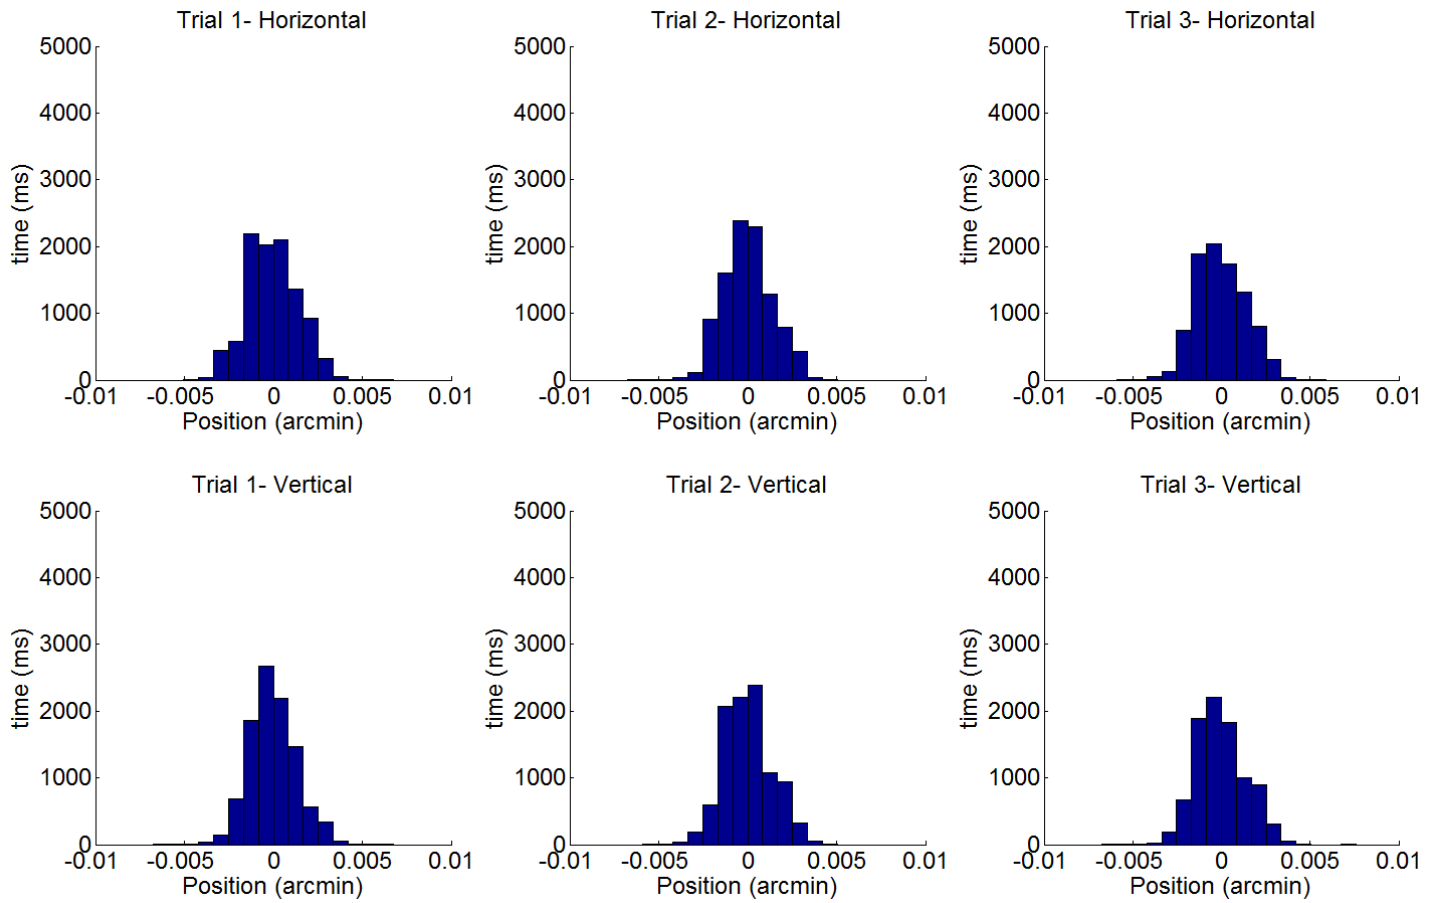 Trial 1- Horizontal
5000
4000
3000
2000
1000
0
time (ms)
-0.01 -0.005 0 0.005 0.01
Position (arcmin)
Trial 2- Horizontal
5000
4000
3000
2000
1000
0
time (ms)
-0.01 -0.005 0 0.005 0.01
Position (arcmin)
Trial 3- Horizontal
5000
4000
3000
2000
1000
0
time (ms)
-0.01 -0.005 0 0.005 0.01
Position (arcmin)
Trial 1- Vertical
5000
4000
3000
2000
1000
0
time (ms)
-0.01 -0.005 0 0.005 0.01
Position (arcmin)
Trial 2- Vertical
5000
4000
3000
2000
1000
0
time (ms)
-0.01 -0.005 0 0.005 0.01
Position (arcmin)
Trial 3- Vertical
5000
4000
3000
2000
1000
0
time (ms)
-0.01 -0.005 0 0.005 0.01
Position (arcmin)